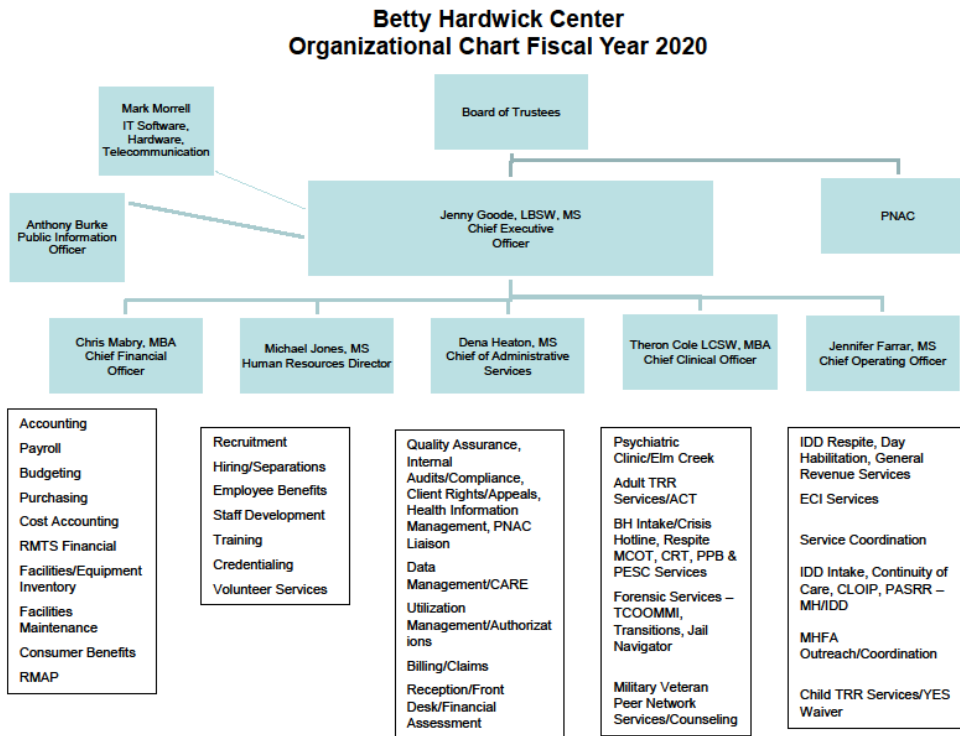 Betty Hardwick Center
Organizational Chart Fiscal Year 2020
Mark Morrell
IT Software,
Hardware,
Telecommunication
Board of Trustees
Anthony Burke
Public Information
Officer
Jenny Goode, LBSW, MS
Chief Executive
Officer
PNAC
Chris Mabry, MBA
Chief Financial
Officer
Michael Jones, MS
Human Resources Director
Dena Heaton, MS
Chief of Administrative
Services
Theron Cole LCSW, MBA
Chief Clinical Officer
Jennifer Farrar, MS
Chief Operating Officer
Accounting
Payroll
Budgeting
Purchasing
Cost Accounting
RMTS Financial
Facilities/Equipment
Inventory
Facilities
Maintenance
Consumer Benefits
RMAP
Recruitment
Hiring/Separations
Employee Benefits
Staff Development
Training
Credentialing
Volunteer Services
Quality Assurance,
Internal
Audits/Compliance,
Client Rights/Appeals,
Health Information
Management, PNAC
Liaison
Data
Management/CARE
Utilization
Management/Authorizat
ions
Billing/Claims
Reception/Front
Desk/Financial
Assessment
Psychiatric
Clinic/Elm Creek
Adult TRR
Services/ACT
BH Intake/Crisis
Hotline, Respite
MCOT, CRT, PPB &
PESC Services
Forensic Services –
TCOOMMI,
Transitions, Jail
Navigator
Military Veteran
Peer Network
Services/Counseling
IDD Respite, Day
Habilitation, General
Revenue Services
ECI Services
Service Coordination
IDD Intake, Continuity of
Care, CLOIP, PASRR –
MH/IDD
MHFA
Outreach/Coordination
Child TRR Services/YES
Waiver